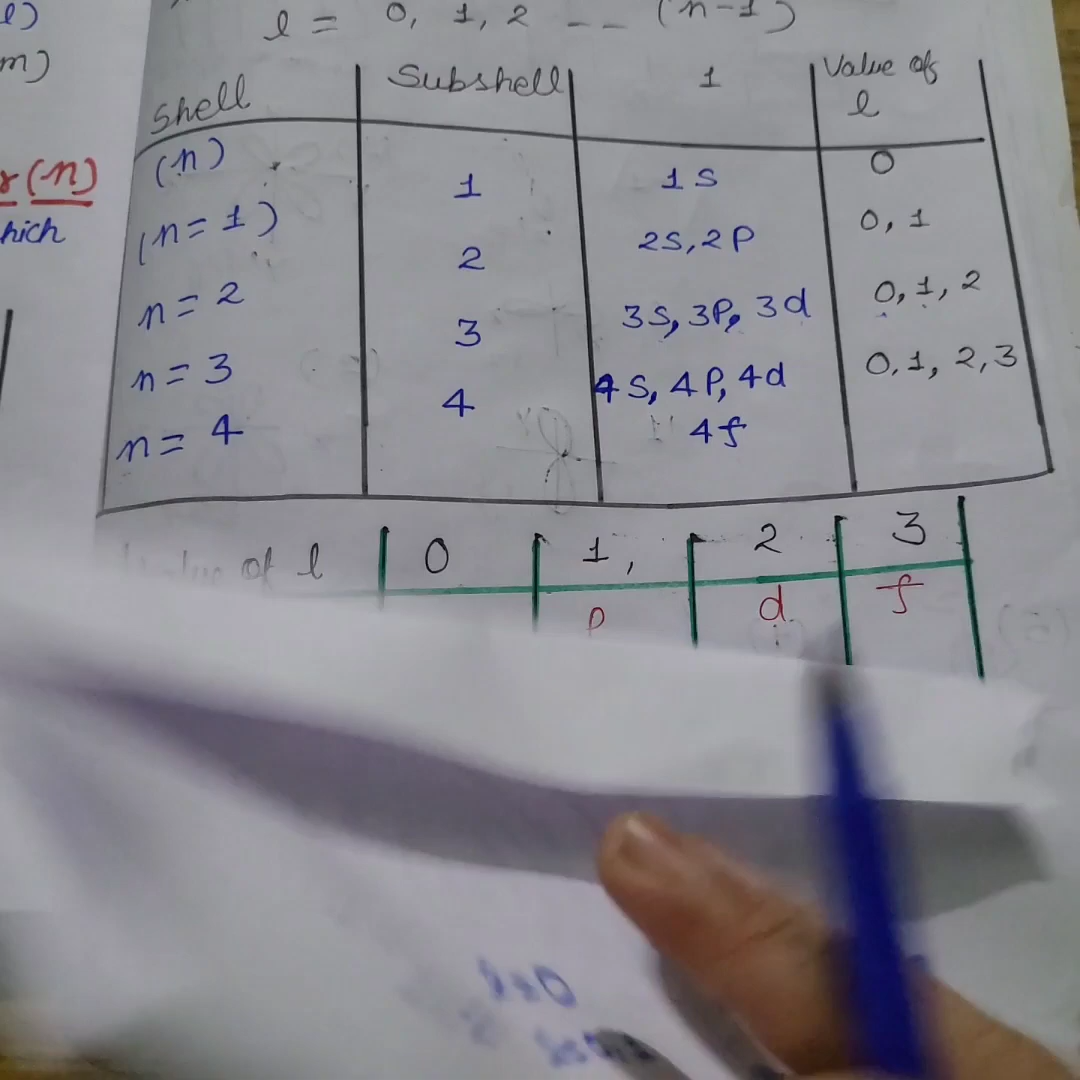 l = 0, 1, 2 -- (n-1)
l)
m)
Shell Subshell 1 Value of l
(n) 1 1s 0
(n=1) 2 2s, 2p 0, 1
n = 2 3 3s, 3p, 3d 0, 1, 2
n = 3 4 4s, 4p, 4d 0, 1, 2, 3
n = 4 4f
(n)
hich
of l 0 1, 2 3
p d f